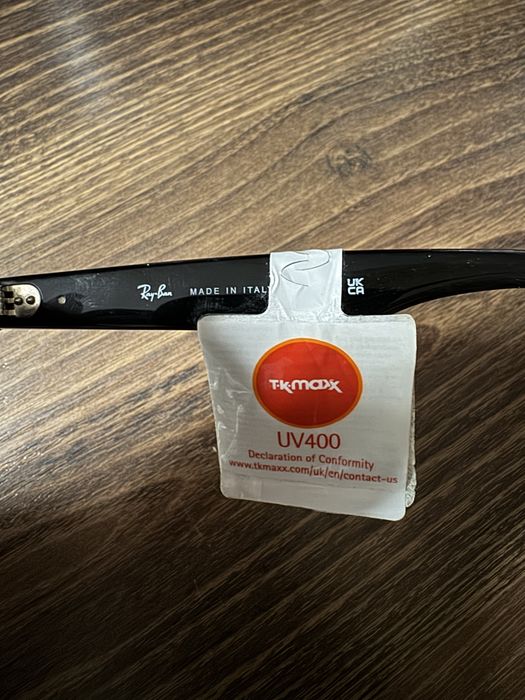 Ray-Ban MADE IN ITAL
UK
CA
T·K·maxx
UV400
Declaration of Conformity
www.tkmaxx.com/uk/en/contact-us